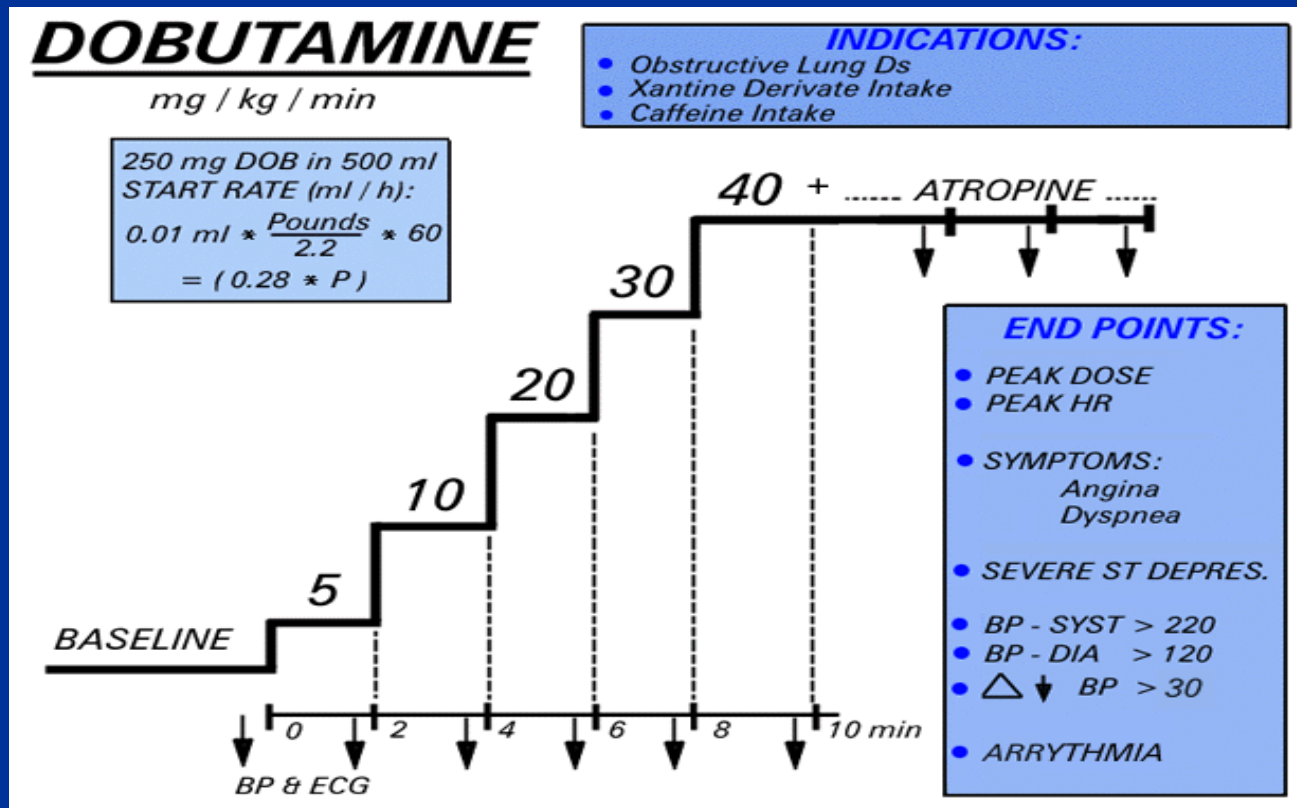 DOBUTAMINE
mg / kg / min
INDICATIONS:
Obstructive Lung Ds
Xantine Derivate Intake
Caffeine Intake
250 mg DOB in 500 ml
START RATE (ml / h):
0.01 ml * Pounds / 2.2 * 60
= ( 0.28 * P )
40 + ...... ATROPINE ......
30
20
10
5
BASELINE
0 2 4 6 8 10 min
BP & ECG
END POINTS:
PEAK DOSE
PEAK HR
SYMPTOMS:
Angina
Dyspnea
SEVERE ST DEPRES.
BP - SYST > 220
BP - DIA > 120
△ ↓ BP > 30
ARRYTHMIA